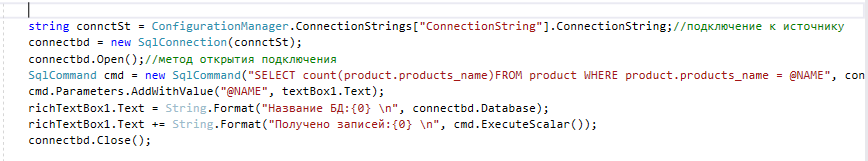 string connctSt = ConfigurationManager.ConnectionStrings["ConnectionString"].ConnectionString;//подключение к источнику
connectbd = new SqlConnection(connctSt);
connectbd.Open();//метод открытия подключения
SqlCommand cmd = new SqlCommand("SELECT count(product.products_name)FROM product WHERE product.products_name = @NAME", con
cmd.Parameters.AddWithValue("@NAME", textBox1.Text);
richTextBox1.Text = String.Format("Название БД:{0} \n", connectbd.Database);
richTextBox1.Text += String.Format("Получено записей:{0} \n", cmd.ExecuteScalar());
connectbd.Close();